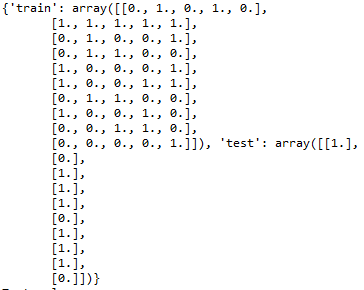 {'train': array([[0., 1., 0., 1., 0.],
[1., 1., 1., 1., 1.],
[0., 1., 0., 0., 1.],
[0., 1., 1., 0., 0.],
[1., 0., 0., 0., 1.],
[1., 0., 0., 1., 1.],
[0., 1., 1., 0., 0.],
[1., 0., 0., 1., 0.],
[0., 0., 1., 1., 0.],
[0., 0., 0., 0., 1.]]), 'test': array([[1.],
[0.],
[1.],
[1.],
[1.],
[0.],
[1.],
[1.],
[1.],
[0.]])}